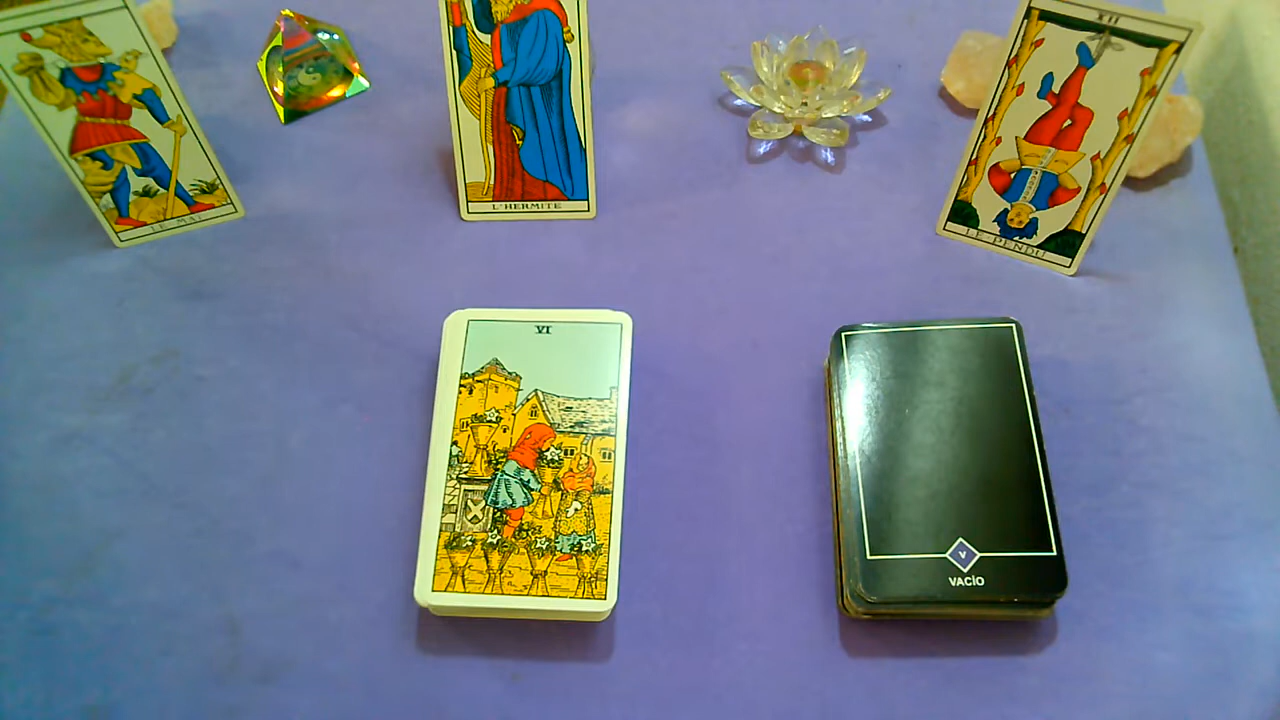 LE·MAT
L'HERMITE
XII
LE·PENDU
VI
V
VACÍO